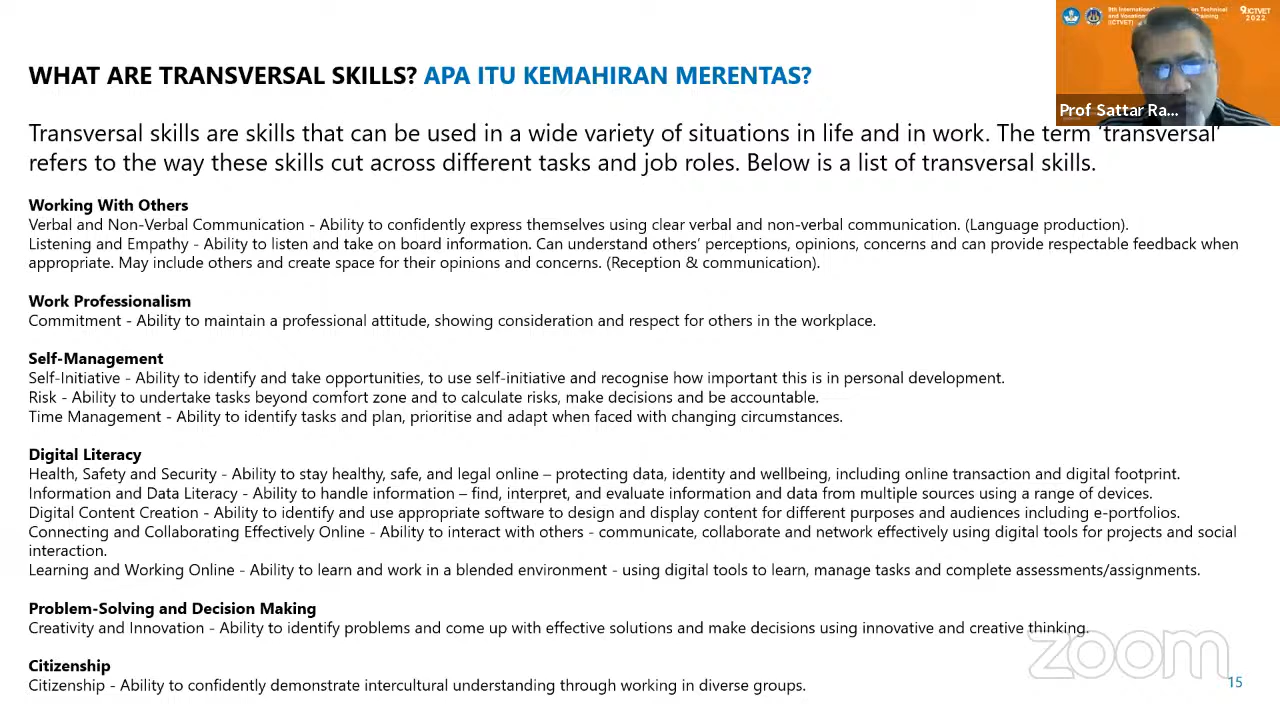 9th International on Technical
and Vocational Training
(ICTVET)
ICTVET
2022
Prof Sattar Ra...
WHAT ARE TRANSVERSAL SKILLS? APA ITU KEMAHIRAN MERENTAS?
Transversal skills are skills that can be used in a wide variety of situations in life and in work. The term ‘transversal’
refers to the way these skills cut across different tasks and job roles. Below is a list of transversal skills.
Working With Others
Verbal and Non-Verbal Communication - Ability to confidently express themselves using clear verbal and non-verbal communication. (Language production).
Listening and Empathy - Ability to listen and take on board information. Can understand others’ perceptions, opinions, concerns and can provide respectable feedback when
appropriate. May include others and create space for their opinions and concerns. (Reception & communication).
Work Professionalism
Commitment - Ability to maintain a professional attitude, showing consideration and respect for others in the workplace.
Self-Management
Self-Initiative - Ability to identify and take opportunities, to use self-initiative and recognise how important this is in personal development.
Risk - Ability to undertake tasks beyond comfort zone and to calculate risks, make decisions and be accountable.
Time Management - Ability to identify tasks and plan, prioritise and adapt when faced with changing circumstances.
Digital Literacy
Health, Safety and Security - Ability to stay healthy, safe, and legal online – protecting data, identity and wellbeing, including online transaction and digital footprint.
Information and Data Literacy - Ability to handle information – find, interpret, and evaluate information and data from multiple sources using a range of devices.
Digital Content Creation - Ability to identify and use appropriate software to design and display content for different purposes and audiences including e-portfolios.
Connecting and Collaborating Effectively Online - Ability to interact with others - communicate, collaborate and network effectively using digital tools for projects and social
interaction.
Learning and Working Online - Ability to learn and work in a blended environment - using digital tools to learn, manage tasks and complete assessments/assignments.
Problem-Solving and Decision Making
Creativity and Innovation - Ability to identify problems and come up with effective solutions and make decisions using innovative and creative thinking.
Citizenship
Citizenship - Ability to confidently demonstrate intercultural understanding through working in diverse groups.
zoom
15